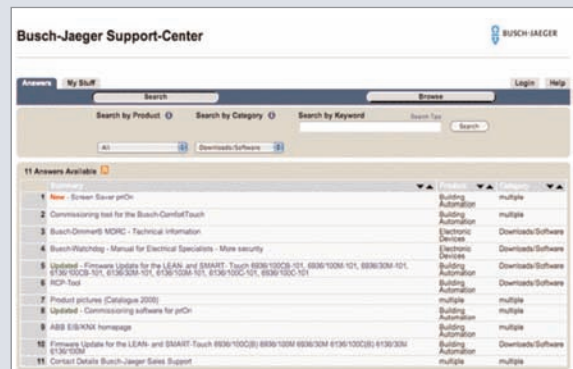 Busch-Jaeger Support-Center
BUSCH-JAEGER
Answers My Stuff Login Help
Search Browse
Search by Product Search by Category Search by Keyword Search Tips
Search
All Downloads/Software
11 Answers Available
Summary Product Category
1 New - Screen Saver priOn Building Automation multiple
2 Commissioning tool for the Busch-ComfortTouch Building Automation multiple
3 Busch-Dimmer® MDRC - Technical Information Electronic Devices Downloads/Software
4 Busch-Watchdog - Manual for Electrical Specialists - More security Electronic Devices Downloads/Software
5 Updated - Firmware Update for the LEAN- and SMART- Touch 6936/100CB-101, 6936/100M-101, 6936/30M-101,
6136/100CB-101, 6136/30M-101, 6136/100M-101, 6136/100C-101, 6936/100C-101 Building Automation Downloads/Software
6 RCP-Tool Building Automation Downloads/Software
7 Product pictures (Catalogue 2008) multiple multiple
8 Updated - Commissioning software for priOn Building Automation multiple
9 ABB EIB/KNX homepage Building Automation multiple
10 Firmware Update for the LEAN- and SMART-Touch 6936/100C(B) 6936/100M 6936/30M 6136/100C(B) 6136/30M
6136/100M Building Automation Downloads/Software
11 Contact Details Busch-Jaeger Sales Support multiple multiple